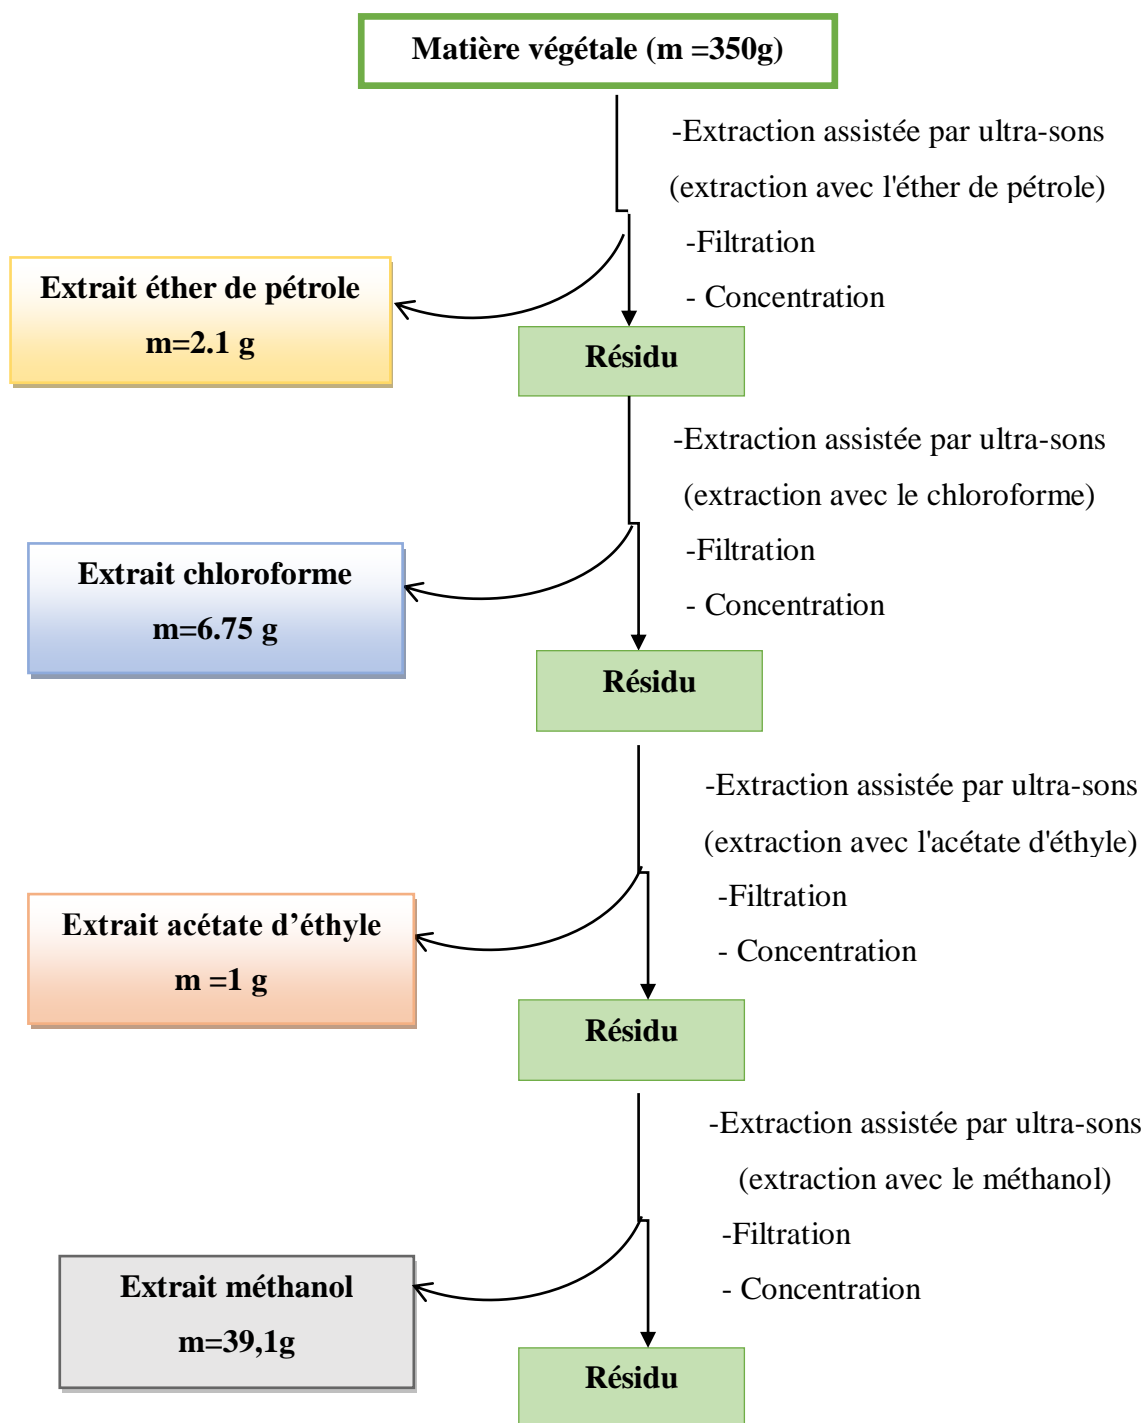 Matière végétale (m =350g)
-Extraction assistée par ultra-sons
(extraction avec l'éther de pétrole)
-Filtration
- Concentration
Extrait éther de pétrole
m=2.1 g
Résidu
-Extraction assistée par ultra-sons
(extraction avec le chloroforme)
-Filtration
- Concentration
Extrait chloroforme
m=6.75 g
Résidu
-Extraction assistée par ultra-sons
(extraction avec l'acétate d'éthyle)
-Filtration
- Concentration
Extrait acétate d’éthyle
m =1 g
Résidu
-Extraction assistée par ultra-sons
(extraction avec le méthanol)
-Filtration
- Concentration
Extrait méthanol
m=39,1g
Résidu